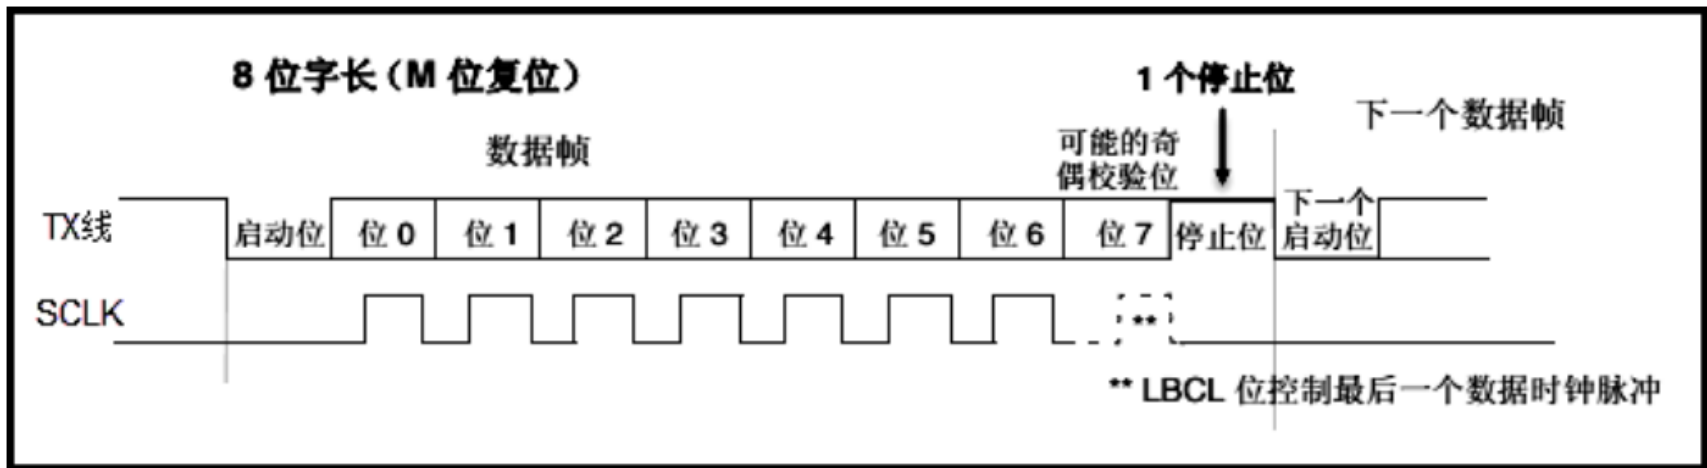 8 位字长（M 位复位）
1 个停止位
下一个数据帧
数据帧
可能的奇
偶校验位
TX线
启动位 位 0 位 1 位 2 位 3 位 4 位 5 位 6 位 7 停止位
下一个
启动位
SCLK
**
** LBCL 位控制最后一个数据时钟脉冲